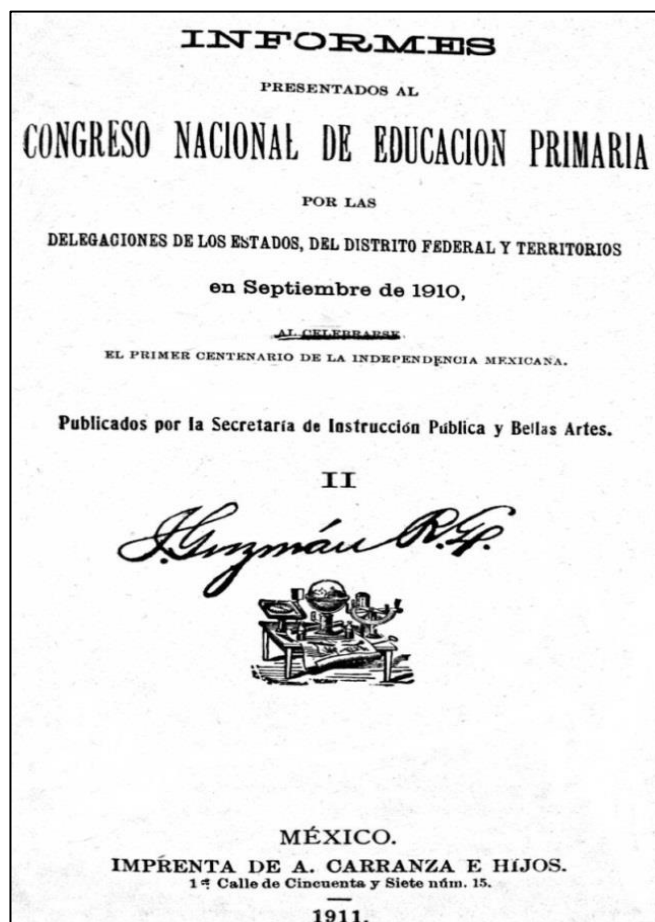 INFORMES
PRESENTADOS AL
CONGRESO NACIONAL DE EDUCACION PRIMARIA
POR LAS
DELEGACIONES DE LOS ESTADOS, DEL DISTRITO FEDERAL Y TERRITORIOS
en Septiembre de 1910,
AL CELEBRARSE
EL PRIMER CENTENARIO DE LA INDEPENDENCIA MEXICANA.
Publicados por la Secretaría de Instrucción Pública y Bellas Artes.
II
J. Guzmán R. G.
MÉXICO.
IMPRENTA DE A. CARRANZA E HIJOS.
1ª Calle de Cincuenta y Siete núm. 15.
1911.